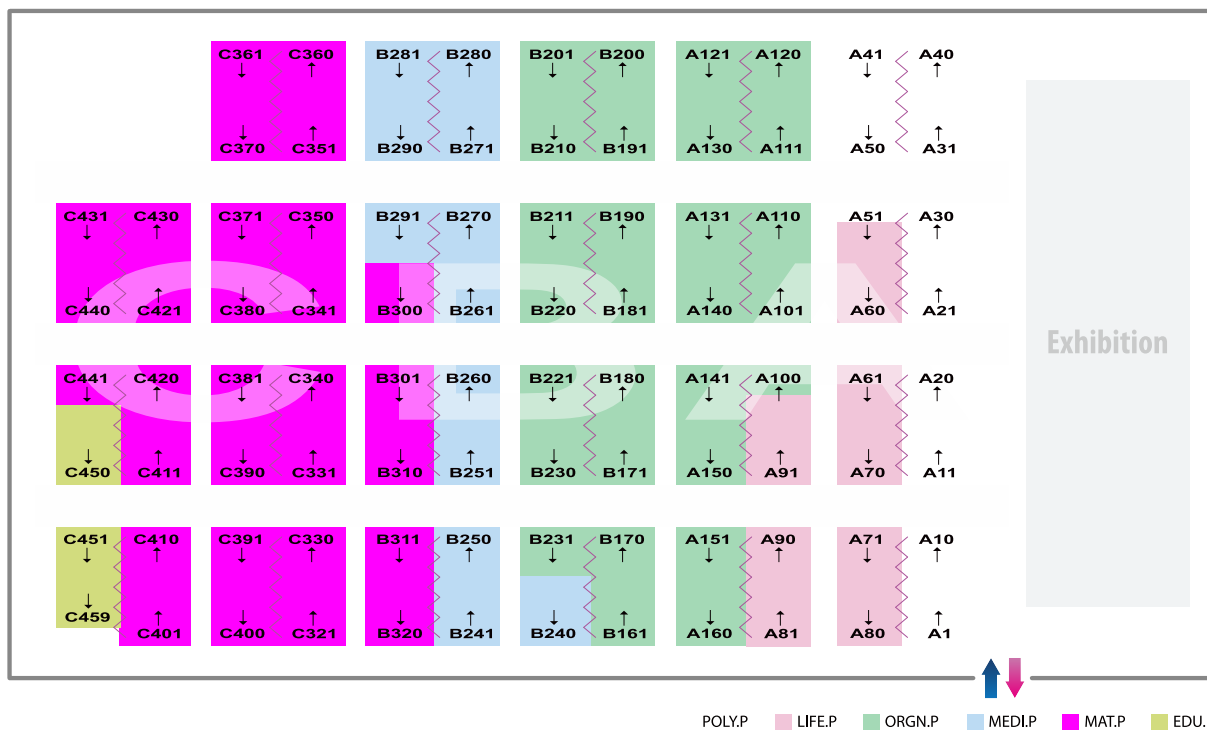 C361 C360 B281 B280 B201 B200 A121 A120 A41 A40
C370 C351 B290 B271 B210 B191 A130 A111 A50 A31
C431 C430 C371 C350 B291 B270 B211 B190 A131 A110 A51 A30
C440 C421 C380 C341 B300 B261 B220 B181 A140 A101 A60 A21
C B A
Exhibition
C441 C420 C381 C340 B301 B260 B221 B180 A141 A100 A61 A20
C450 C411 C390 C331 B310 B251 B230 B171 A150 A91 A70 A11
C451 C410 C391 C330 B311 B250 B231 B170 A151 A90 A71 A10
C459 C401 C400 C321 B320 B241 B240 B161 A160 A81 A80 A1
POLY.P LIFE.P ORGN.P MEDI.P MAT.P EDU.